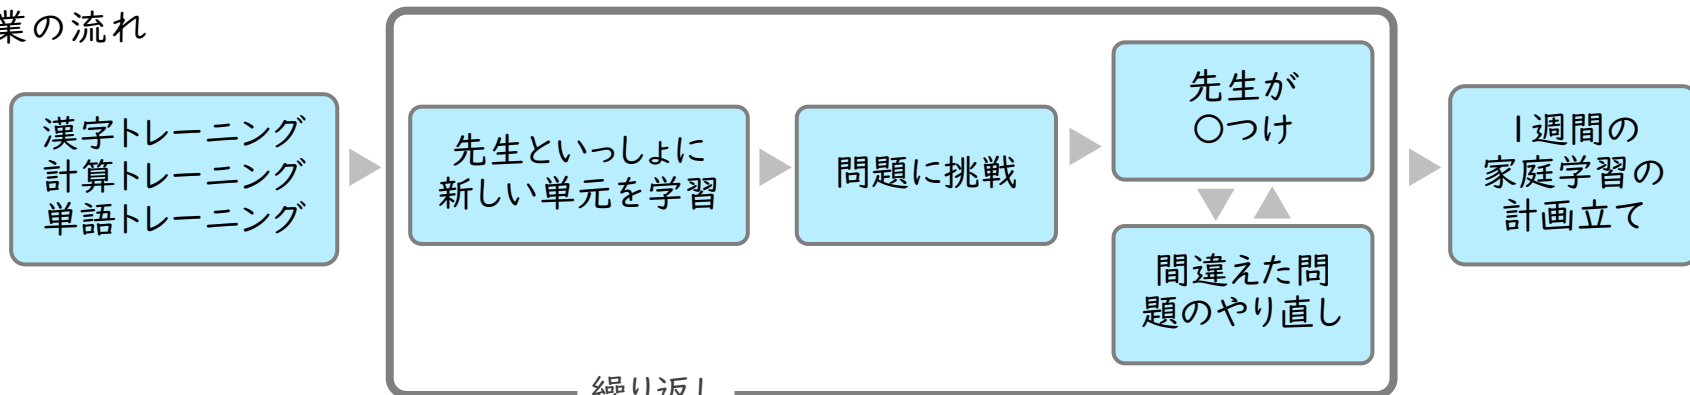 業の流れ
漢字トレーニング
計算トレーニング
単語トレーニング
先生といっしょに
新しい単元を学習
問題に挑戦
先生が
〇つけ
間違えた問
題のやり直し
1週間の
家庭学習の
計画立て
繰り返し